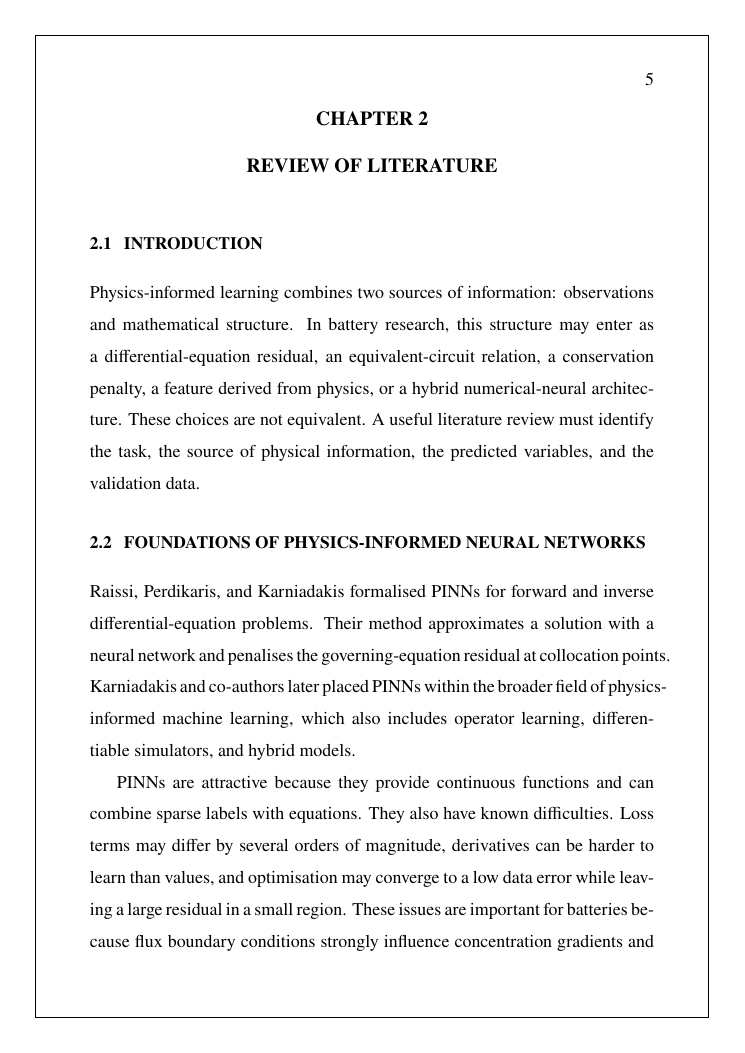 5
CHAPTER 2
REVIEW OF LITERATURE
2.1 INTRODUCTION
Physics-informed learning combines two sources of information: observations
and mathematical structure. In battery research, this structure may enter as
a differential-equation residual, an equivalent-circuit relation, a conservation
penalty, a feature derived from physics, or a hybrid numerical-neural architec-
ture. These choices are not equivalent. A useful literature review must identify
the task, the source of physical information, the predicted variables, and the
validation data.
2.2 FOUNDATIONS OF PHYSICS-INFORMED NEURAL NETWORKS
Raissi, Perdikaris, and Karniadakis formalised PINNs for forward and inverse
differential-equation problems. Their method approximates a solution with a
neural network and penalises the governing-equation residual at collocation points.
Karniadakis and co-authors later placed PINNs within the broader field of physics-
informed machine learning, which also includes operator learning, differen-
tiable simulators, and hybrid models.
PINNs are attractive because they provide continuous functions and can
combine sparse labels with equations. They also have known difficulties. Loss
terms may differ by several orders of magnitude, derivatives can be harder to
learn than values, and optimisation may converge to a low data error while leav-
ing a large residual in a small region. These issues are important for batteries be-
cause flux boundary conditions strongly influence concentration gradients and